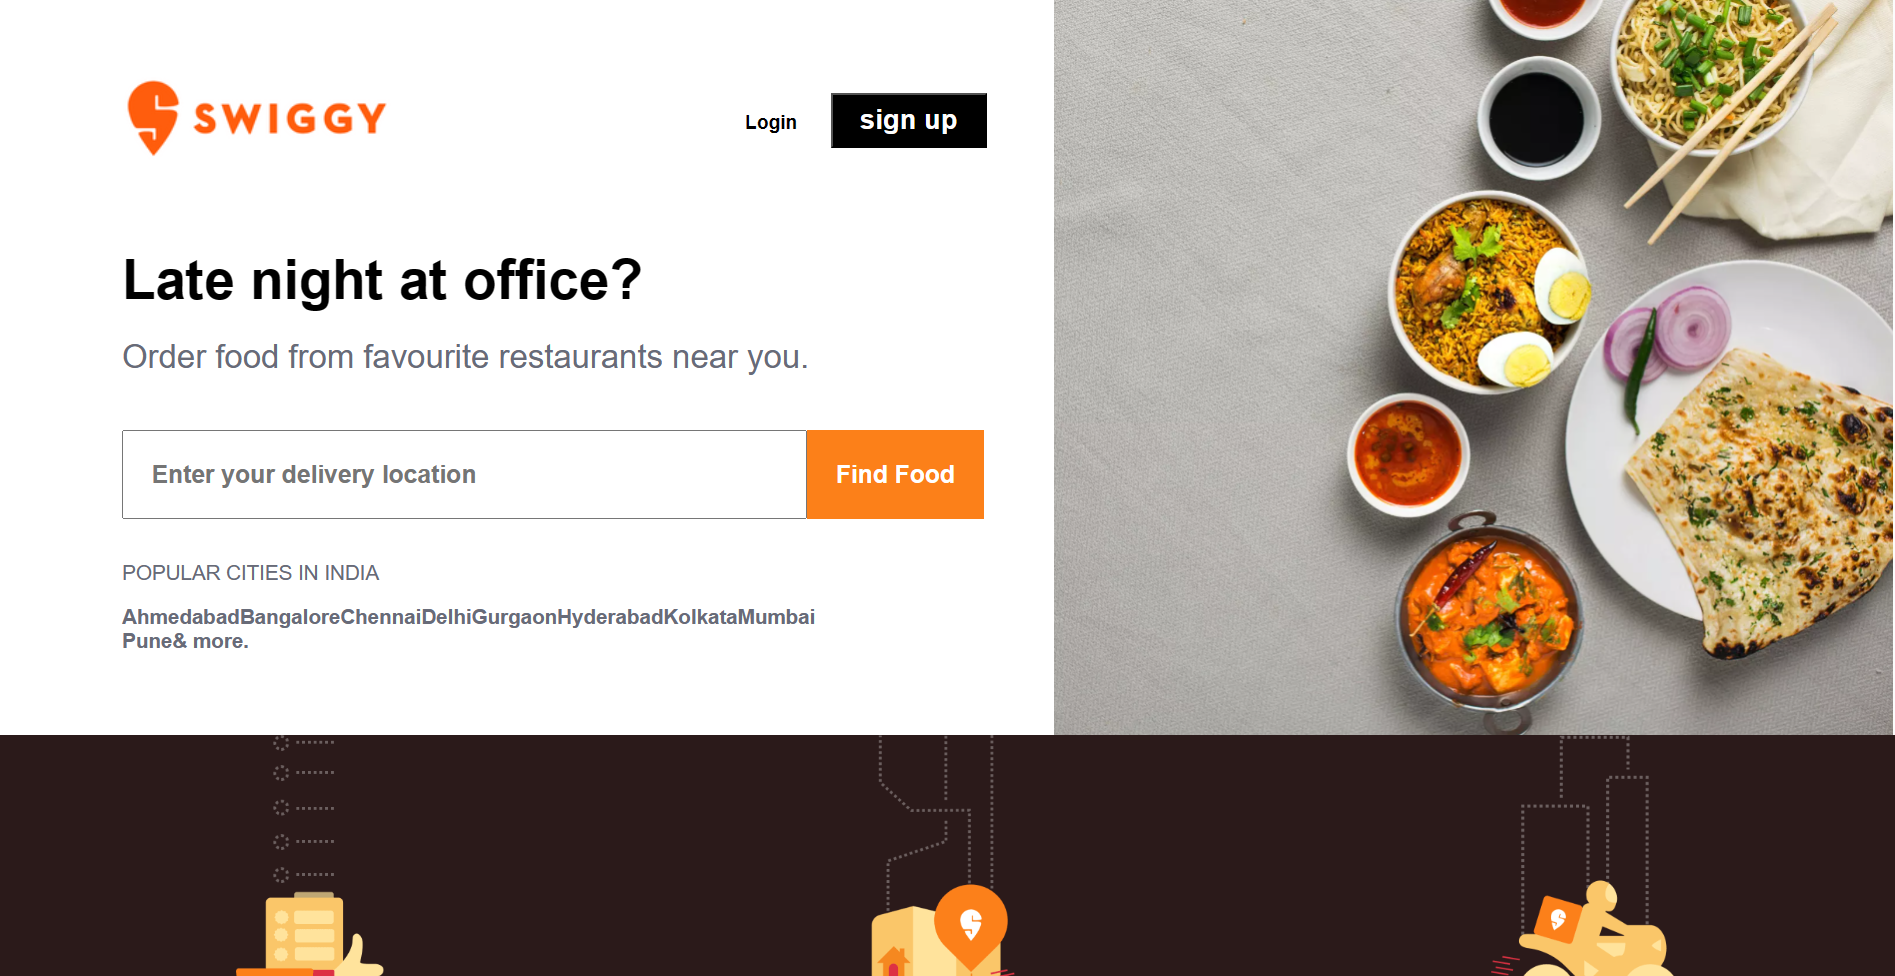 SWIGGY
Login
sign up
Late night at office?
Order food from favourite restaurants near you.
Enter your delivery location
Find Food
POPULAR CITIES IN INDIA
AhmedabadBangaloreChennaiDelhiGurgaonHyderabadKolkataMumbai
Pune& more.